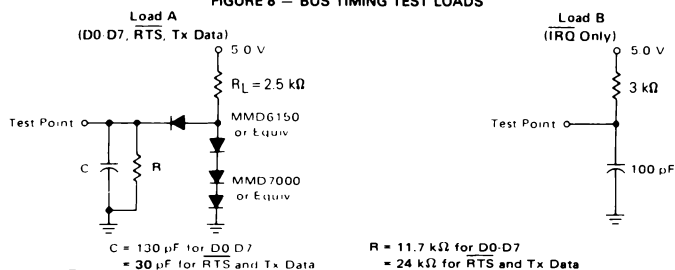 FIGURE 6 — BUS TIMING TEST LOADS
Load A
(D0-D7, RTS, Tx Data)
5 0 V
RL = 2.5 kΩ
Test Point
MMD6150
or Equiv
C
R
MMD7000
or Equiv
C = 130 pF for D0-D7
= 30 pF for RTS and Tx Data
Load B
(IRQ Only)
5 0 V
3 kΩ
Test Point
100 pF
R = 11.7 kΩ for D0-D7
= 24 kΩ for RTS and Tx Data